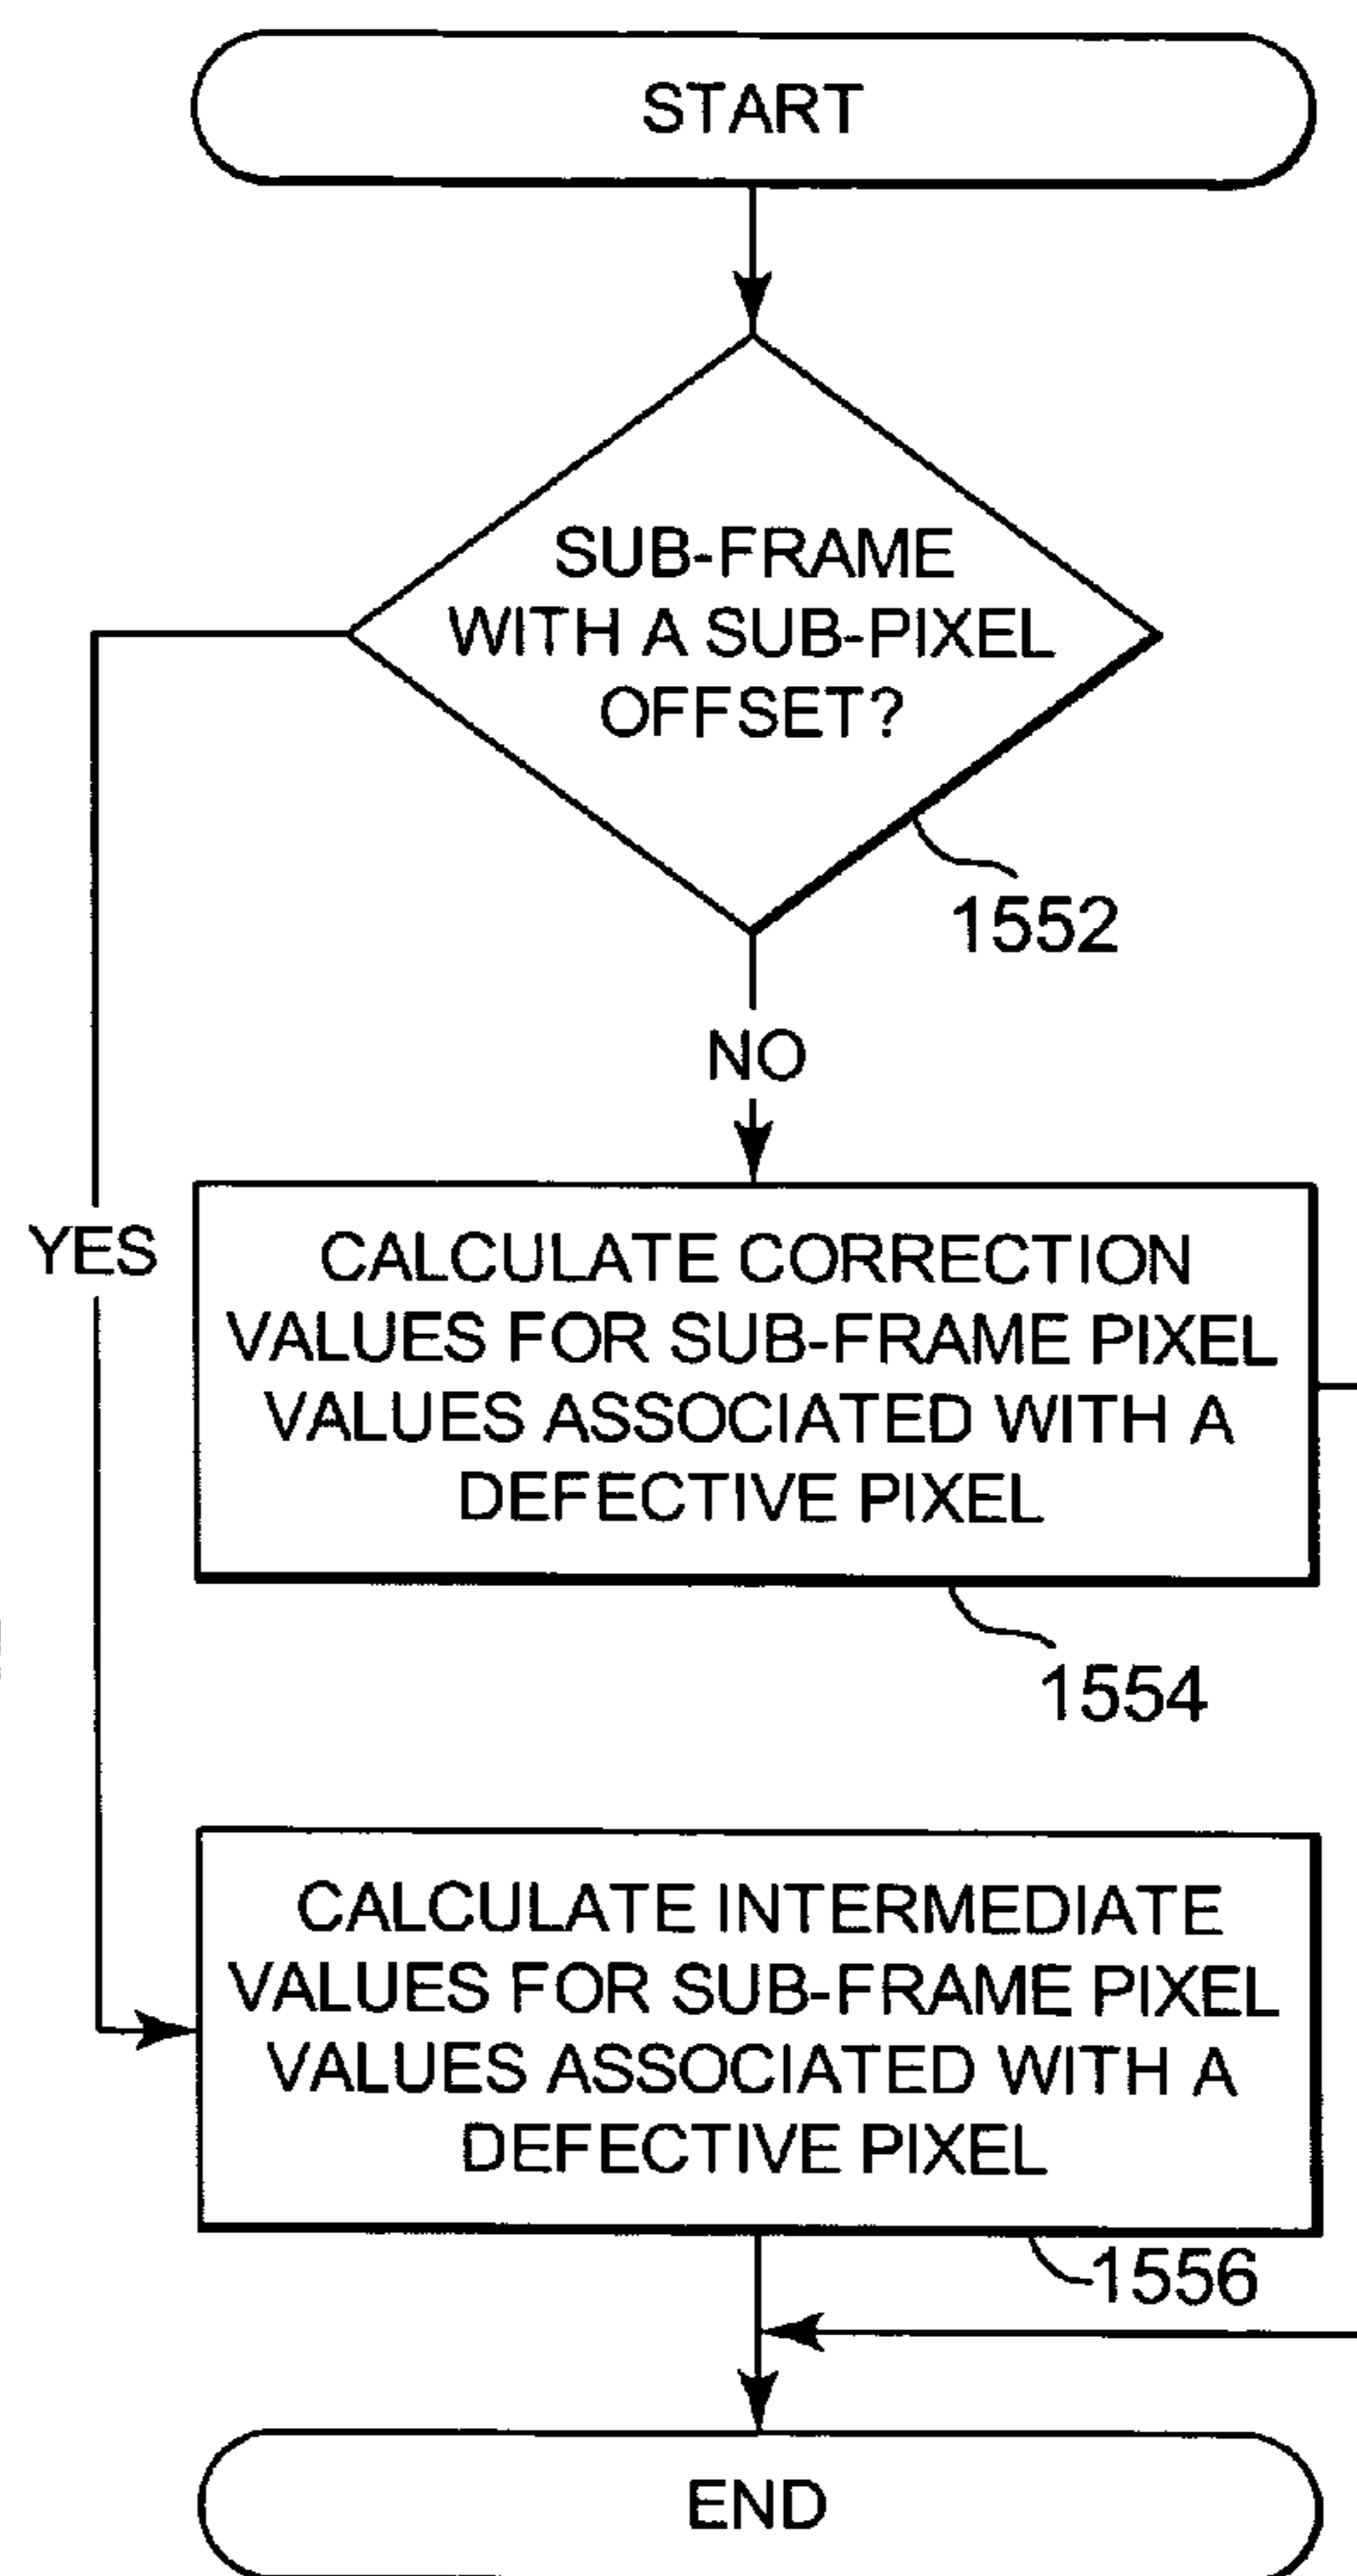 START
SUB-FRAME
WITH A SUB-PIXEL
OFFSET?
1552
NO
YES
CALCULATE CORRECTION
VALUES FOR SUB-FRAME PIXEL
VALUES ASSOCIATED WITH A
DEFECTIVE PIXEL
1554
CALCULATE INTERMEDIATE
VALUES FOR SUB-FRAME PIXEL
VALUES ASSOCIATED WITH A
DEFECTIVE PIXEL
1556
END